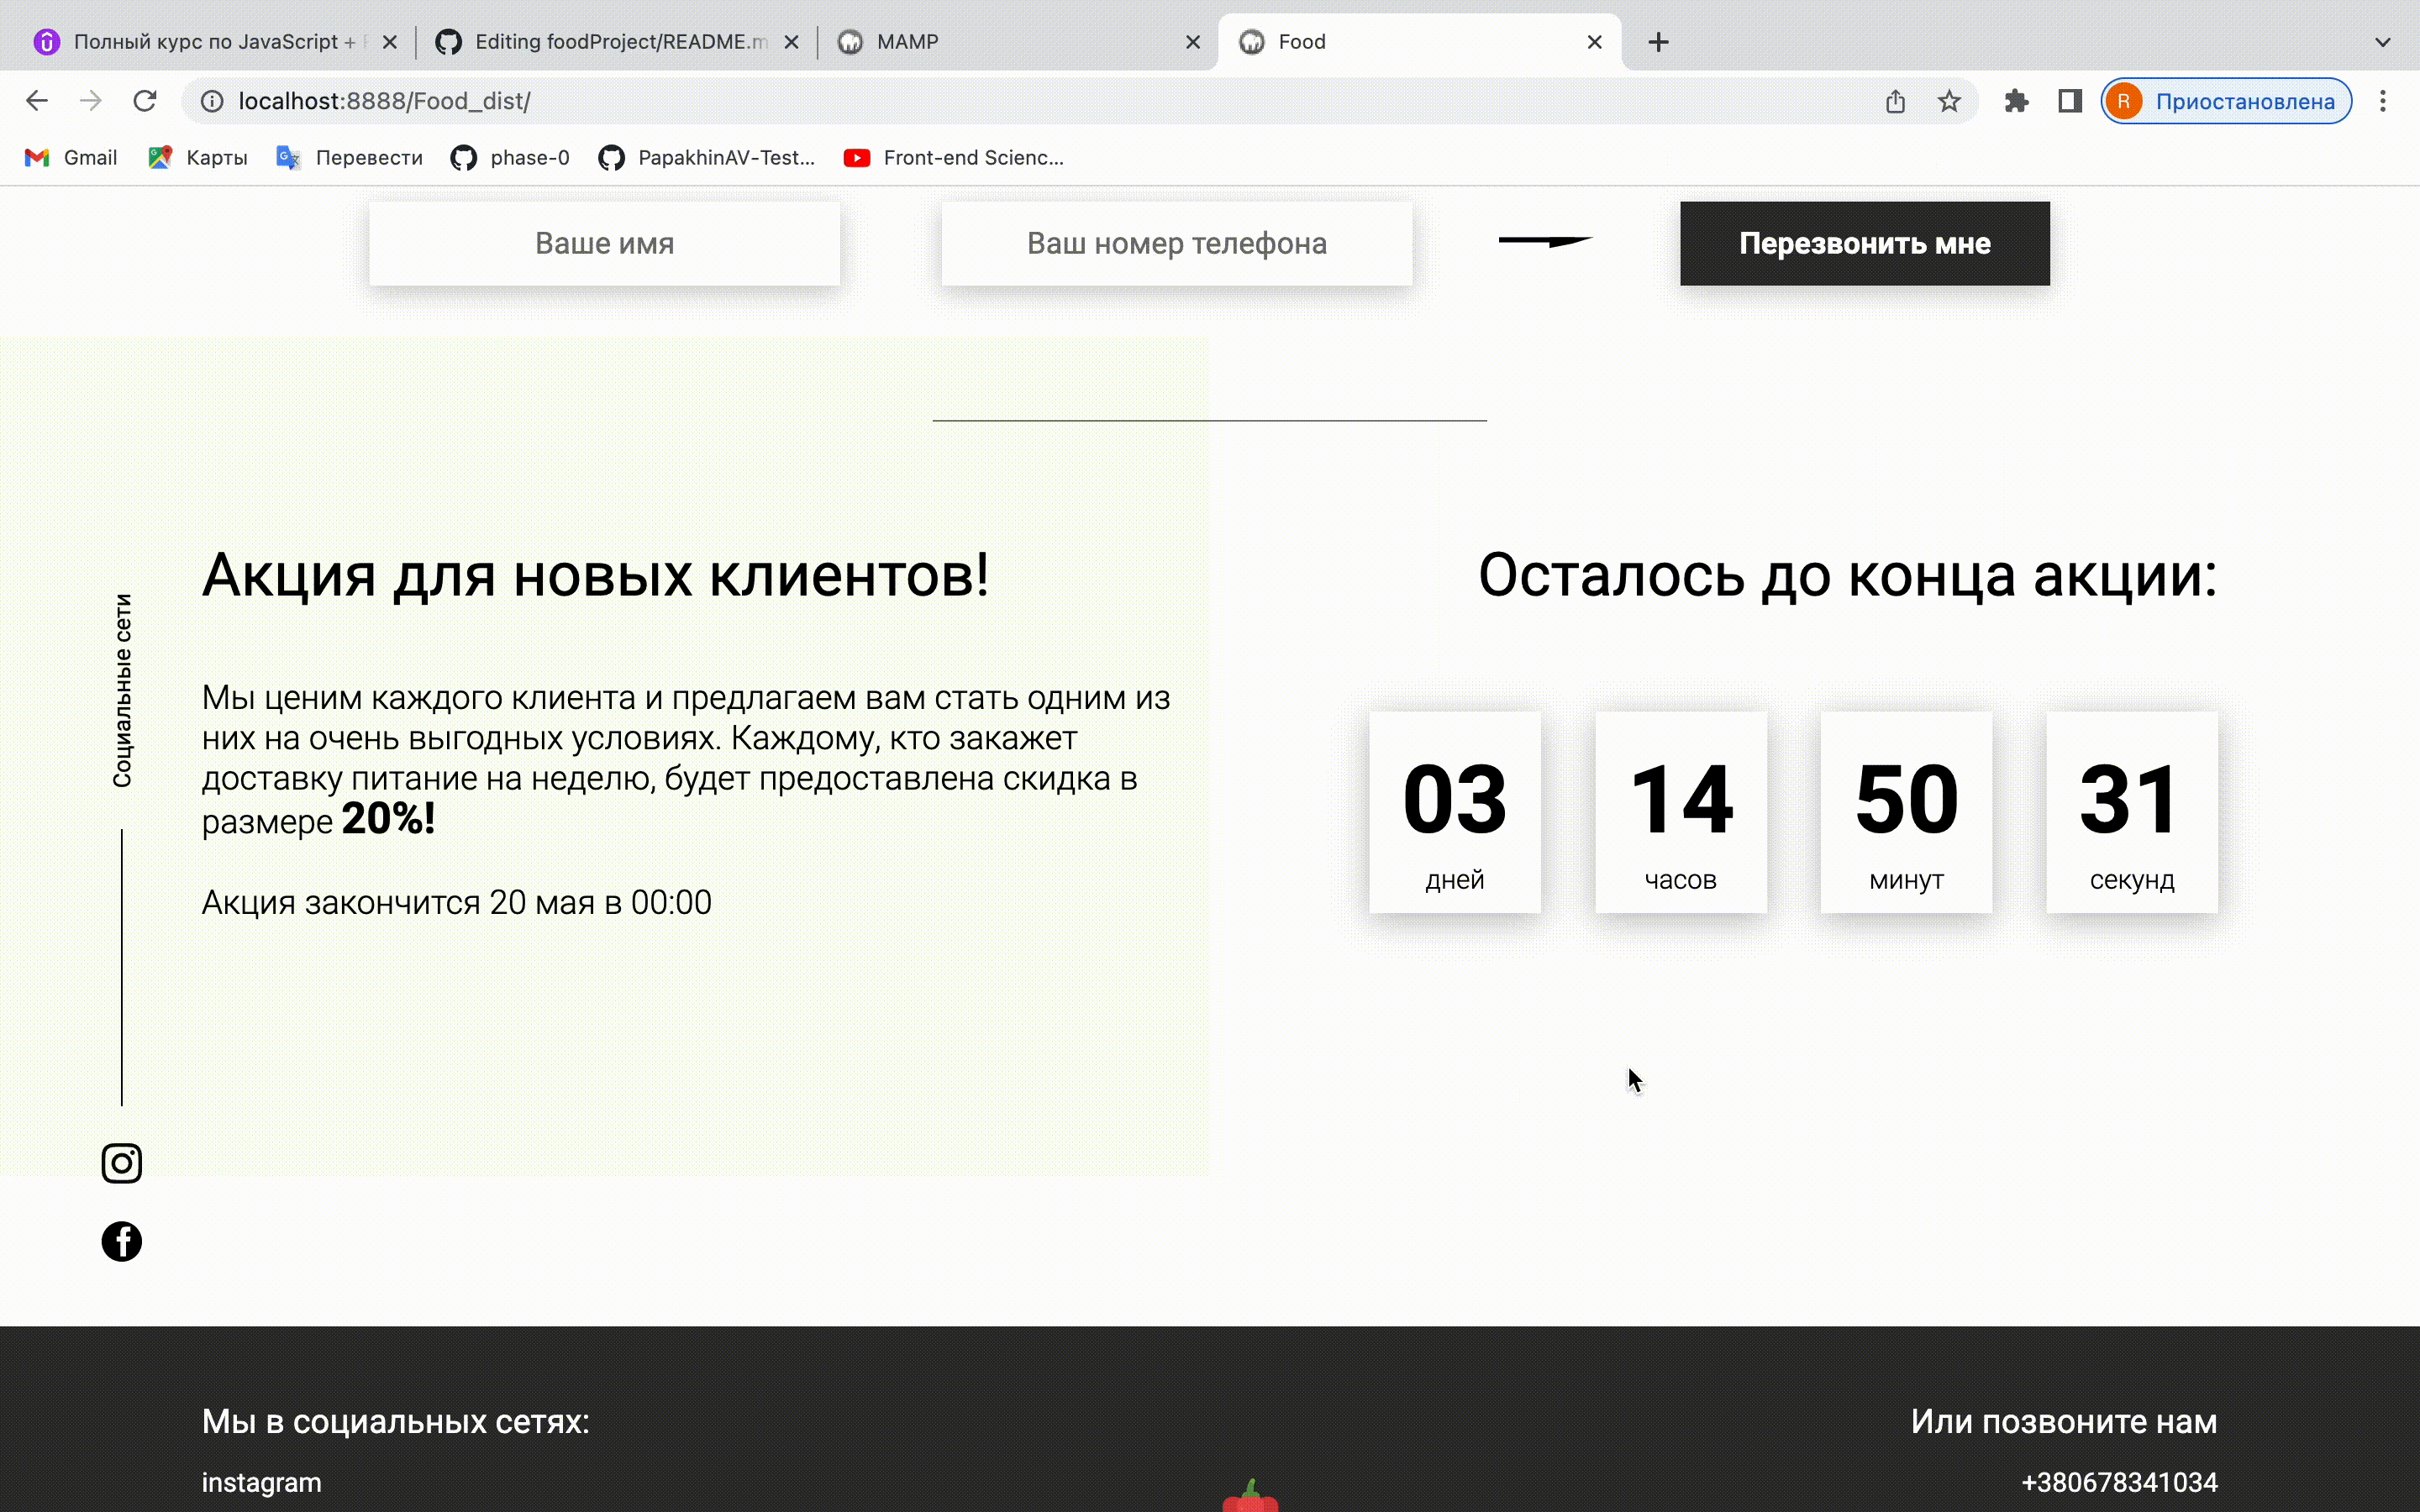 Полный курс по JavaScript +
Editing foodProject/README.m
MAMP
Food
localhost:8888/Food_dist/
R
Приостановлена
Gmail
Карты
Перевести
phase-0
PapakhinAV-Test...
Front-end Scienc...
Ваше имя
Ваш номер телефона
Перезвонить мне
Социальные сети
Акция для новых клиентов!
Мы ценим каждого клиента и предлагаем вам стать одним из
них на очень выгодных условиях. Каждому, кто закажет
доставку питание на неделю, будет предоставлена скидка в
размере 20%!
Акция закончится 20 мая в 00:00
Осталось до конца акции:
03 14 50 31
дней часов минут секунд
Мы в социальных сетях:
instagram
Или позвоните нам
+380678341034